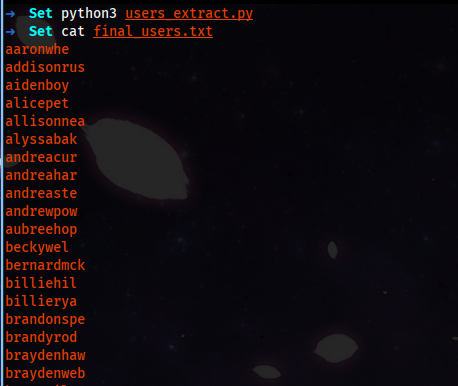 → Set python3 users_extract.py
→ Set cat final_users.txt
aaronwhe
addisonrus
aidenboy
alicepet
allisonnea
alyssabak
andreacur
andreahar
andreaste
andrewpow
aubreehop
beckywel
bernardmck
billiehil
billierya
brandonspe
brandyrod
braydenhaw
braydenweb